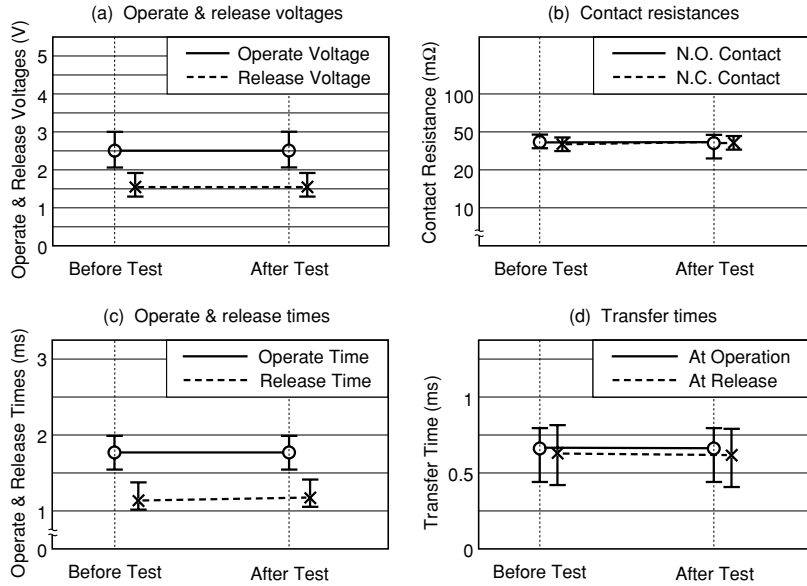 (a) Operate & release voltages
Operate & Release Voltages (V)
5
4
3
2
1
0
Operate Voltage
Release Voltage
Before Test
After Test
(b) Contact resistances
Contact Resistance (mΩ)
100
50
20
10
N.O. Contact
N.C. Contact
Before Test
After Test
(c) Operate & release times
Operate & Release Times (ms)
3
2
1
0
Operate Time
Release Time
Before Test
After Test
(d) Transfer times
Transfer Time (ms)
1
0.5
0
At Operation
At Release
Before Test
After Test